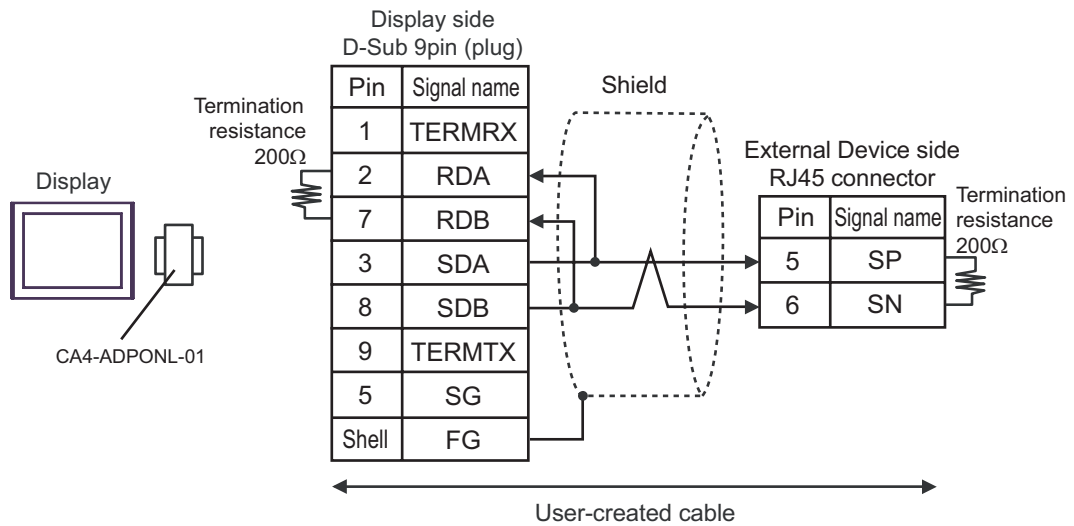 Display side
D-Sub 9pin (plug)
Pin Signal name
1 TERMRX
2 RDA
7 RDB
3 SDA
8 SDB
9 TERMTX
5 SG
Shell FG
Termination
resistance
200Ω
Display
CA4-ADPONL-01
Shield
External Device side
RJ45 connector
Pin Signal name
5 SP
6 SN
Termination
resistance
200Ω
User-created cable